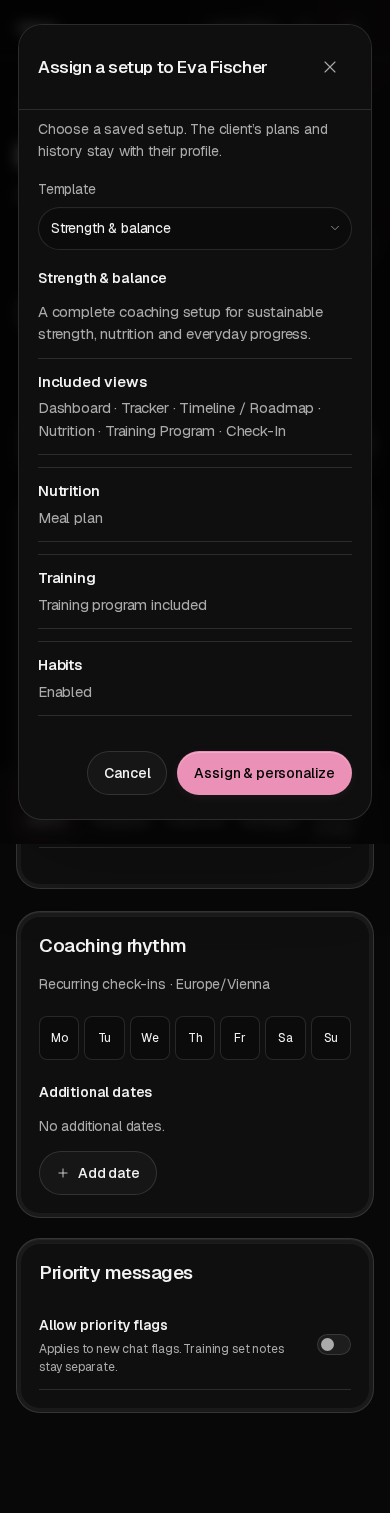 Assign a setup to Eva Fischer
Choose a saved setup. The client's plans and
history stay with their profile.
Template
Strength & balance
Strength & balance
A complete coaching setup for sustainable
strength, nutrition and everyday progress.
Included views
Dashboard · Tracker · Timeline / Roadmap ·
Nutrition · Training Program · Check-In
Nutrition
Meal plan
Training
Training program included
Habits
Enabled
Cancel
Assign & personalize
Coaching rhythm
Recurring check-ins · Europe/Vienna
Mo Tu We Th Fr Sa Su
Additional dates
No additional dates.
+ Add date
Priority messages
Allow priority flags
Applies to new chat flags. Training set notes
stay separate.